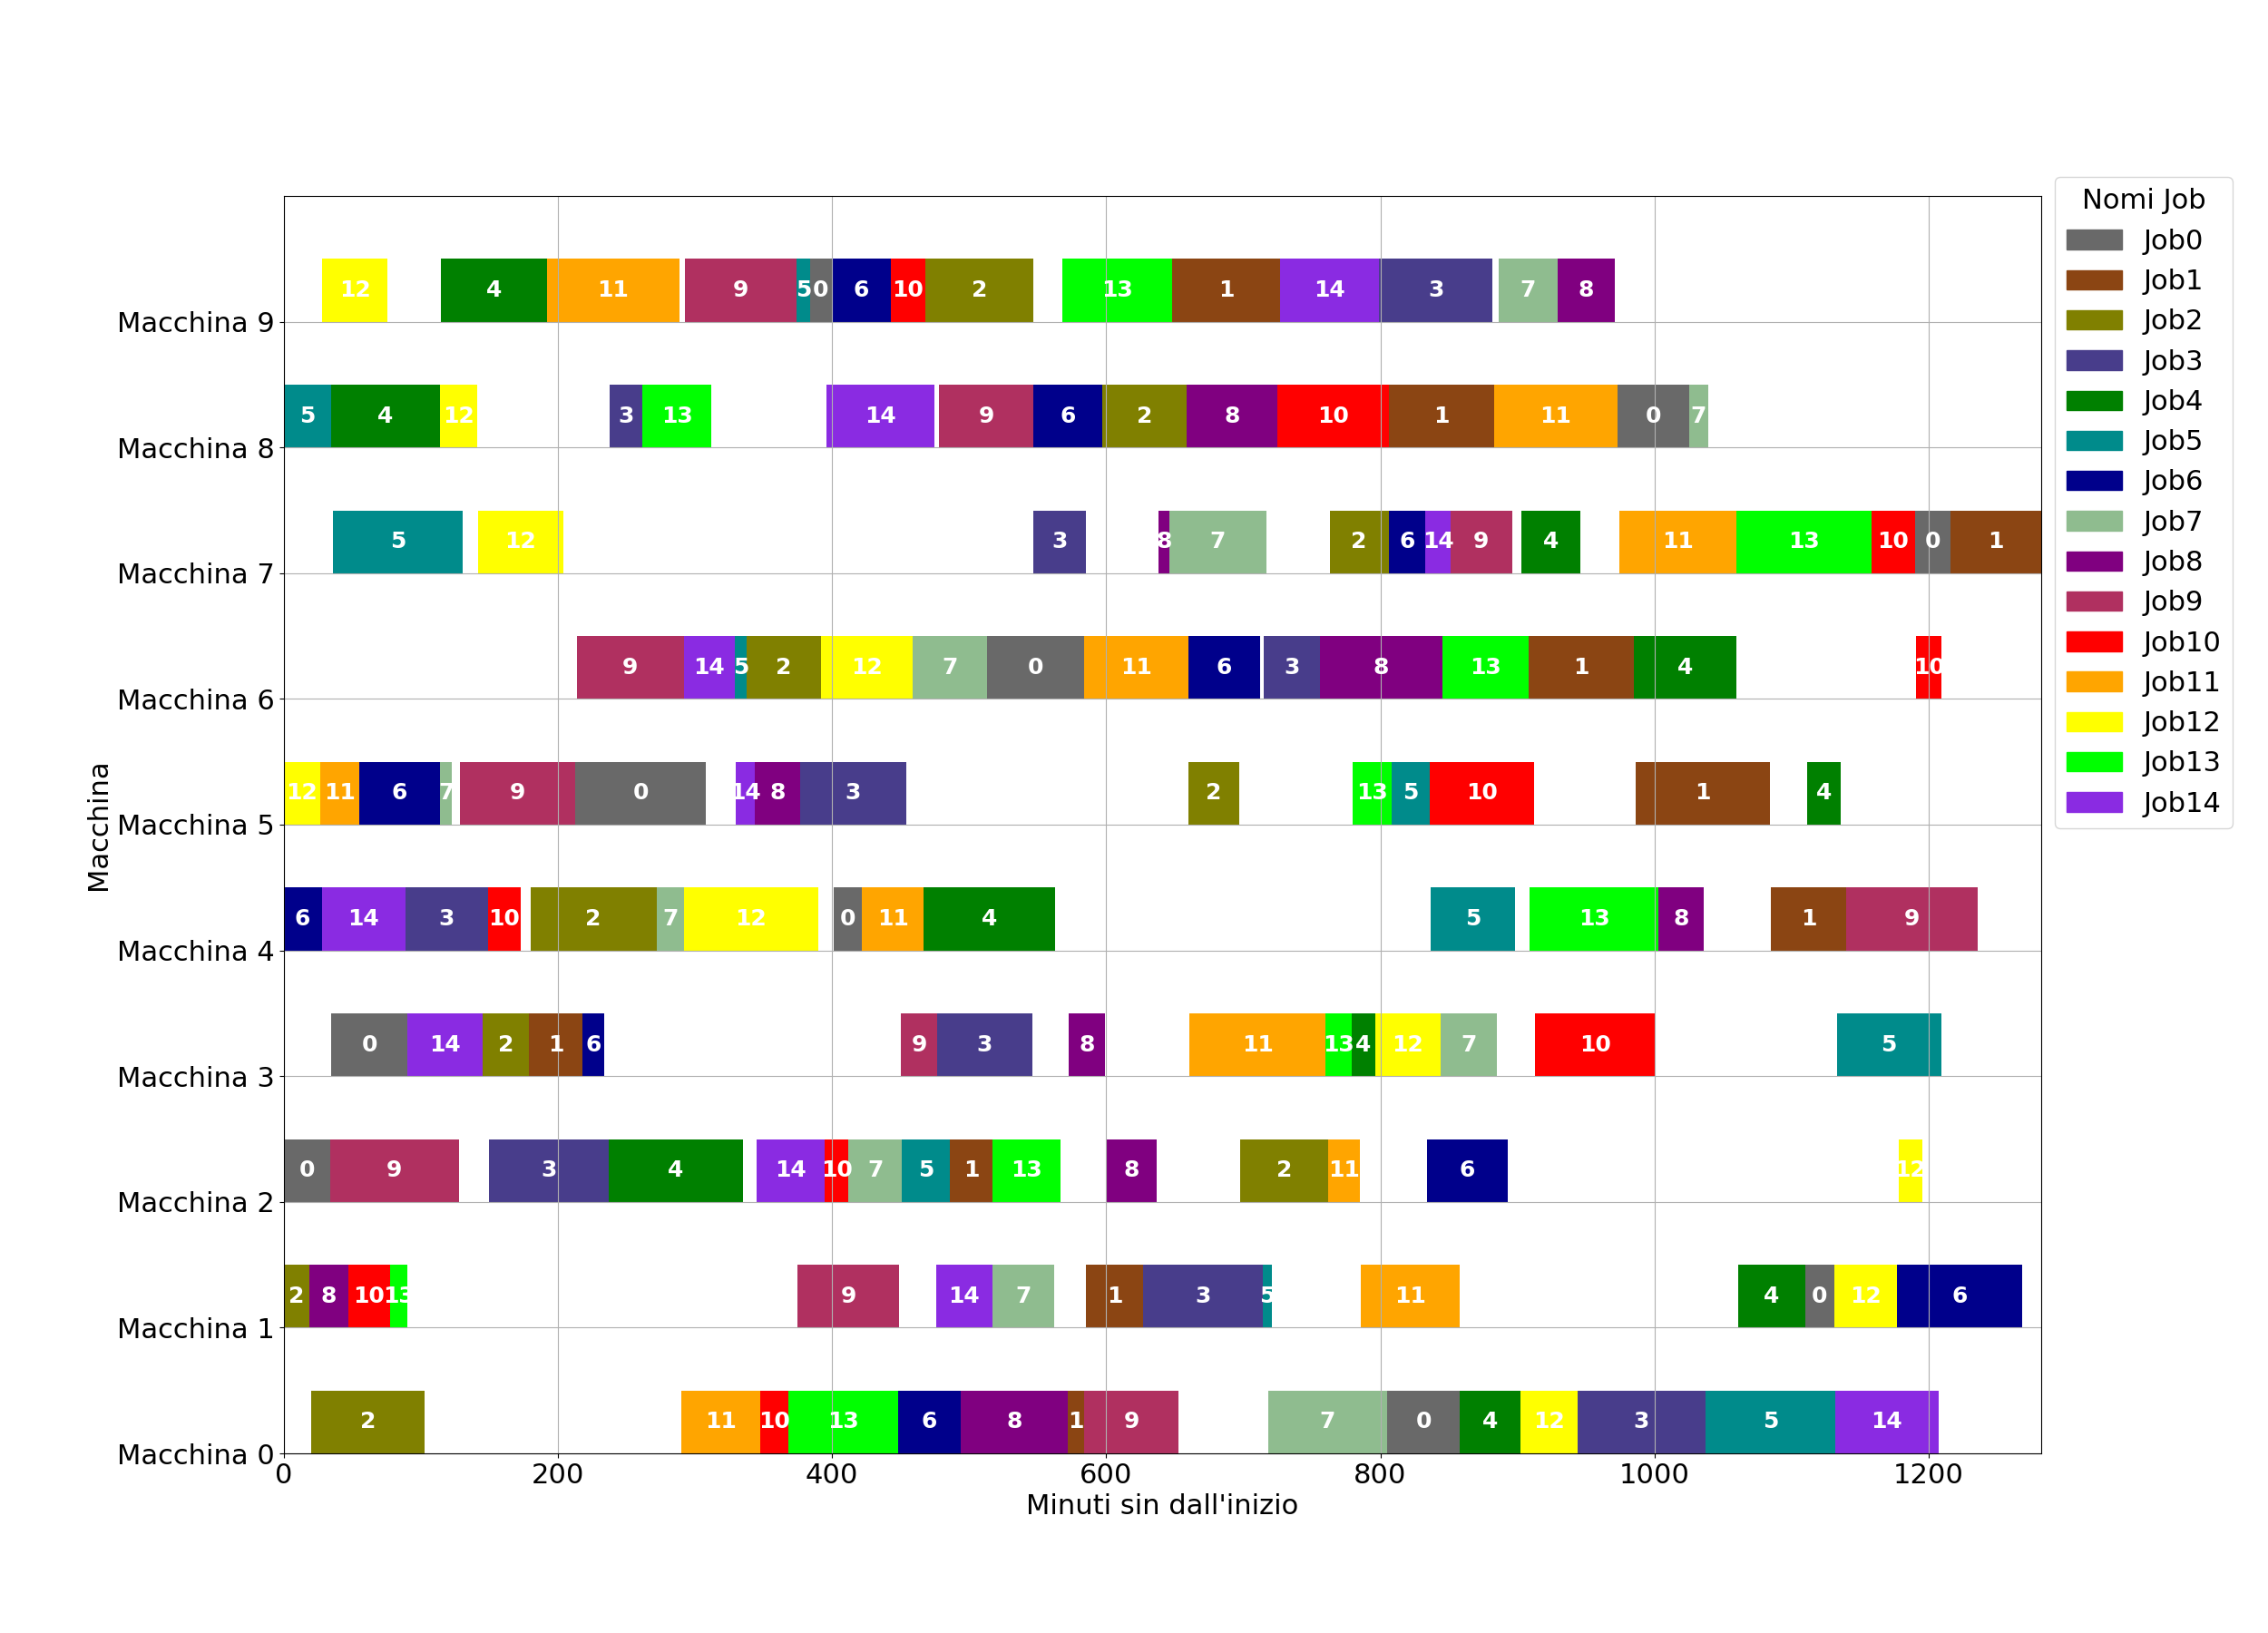 Nomi Job
Job0
Job1
Job2
Job3
Job4
Job5
Job6
Job7
Job8
Job9
Job10
Job11
Job12
Job13
Job14
Macchina
Macchina 9
12 4 11 9 5 0 6 10 2 13 1 14 3 7 8
Macchina 8
5 4 12 3 13 14 9 6 2 8 10 1 11 0 7
Macchina 7
5 12 3 8 7 2 6 14 9 4 11 13 10 0 1
Macchina 6
9 14 5 2 12 7 0 11 6 3 8 13 1 4 10
Macchina 5
12 11 6 7 9 0 14 8 3 2 13 5 10 1 4
Macchina 4
6 14 3 10 2 7 12 0 11 4 5 13 8 1 9
Macchina 3
0 14 2 1 6 9 3 8 11 13 4 12 7 10 5
Macchina 2
0 9 3 4 14 10 7 5 1 13 8 2 11 6 12
Macchina 1
2 8 10 13 9 14 7 1 3 5 11 4 0 12 6
Macchina 0
2 11 10 13 6 8 1 9 7 0 4 12 3 5 14
0 200 400 600 800 1000 1200
Minuti sin dall'inizio